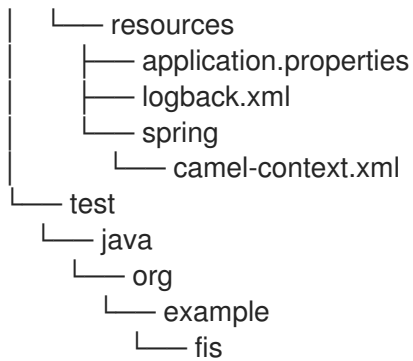 │   └── resources
│       ├── application.properties
│       ├── logback.xml
│       └── spring
│           └── camel-context.xml
└── test
    └── java
        └── org
            └── example
                └── fis